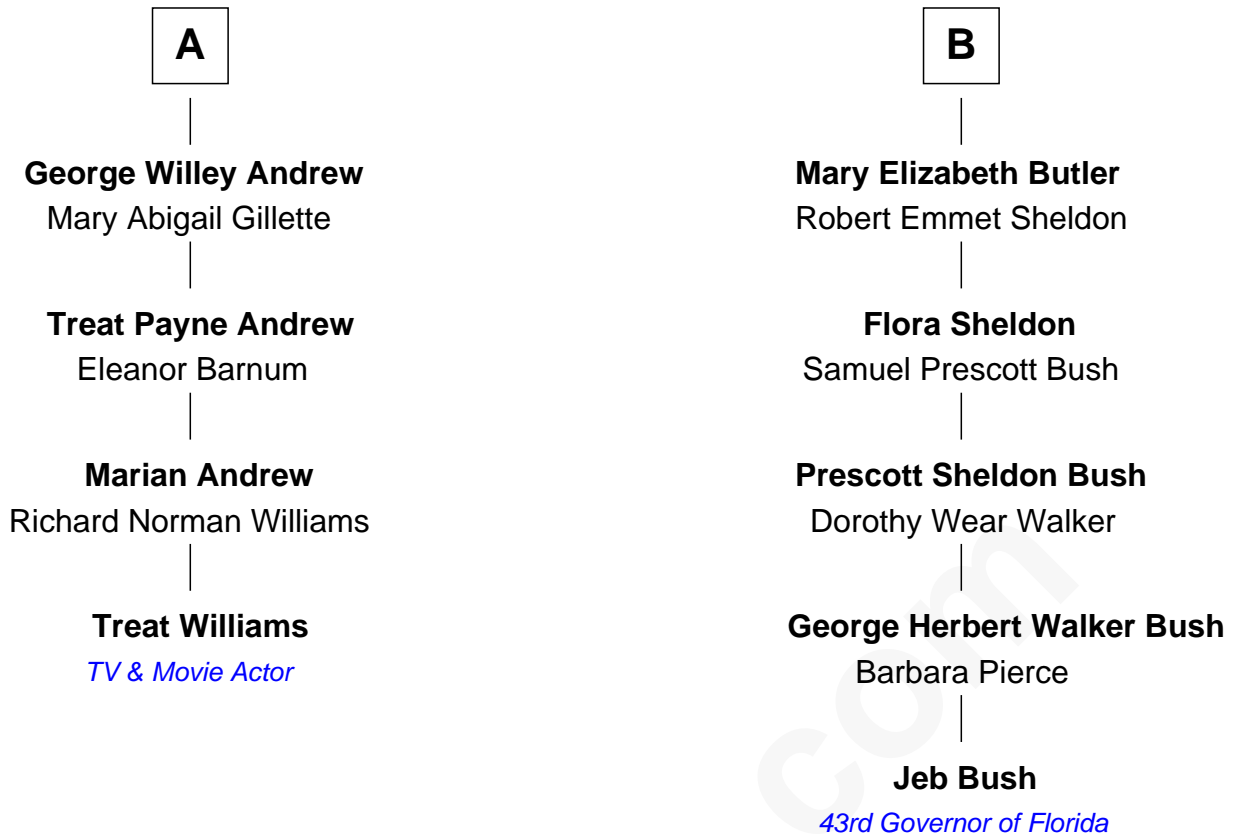 A
George Willey Andrew
Mary Abigail Gillette
Treat Payne Andrew
Eleanor Barnum
Marian Andrew
Richard Norman Williams
Treat Williams
TV & Movie Actor
B
Mary Elizabeth Butler
Robert Emmet Sheldon
Flora Sheldon
Samuel Prescott Bush
Prescott Sheldon Bush
Dorothy Wear Walker
George Herbert Walker Bush
Barbara Pierce
Jeb Bush
43rd Governor of Florida
com